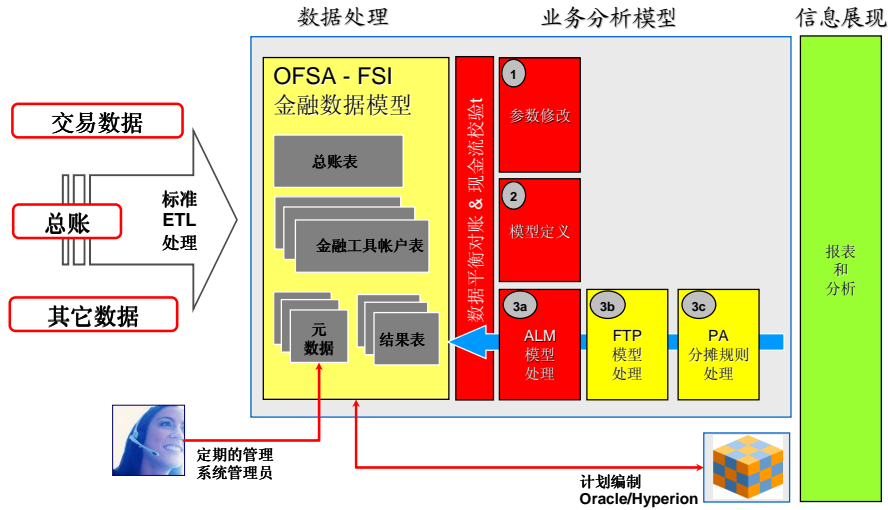 数据处理
业务分析模型
信息展现
交易数据
总账
其它数据
标准
ETL
处理
OFSA - FSI
金融数据模型
总账表
金融工具帐户表
元
数据
结果表
数据平衡对账 & 现金流校验t
1
参数修改
2
模型定义
3a
ALM
模型
处理
3b
FTP
模型
处理
3c
PA
分摊规则
处理
报表
和
分析
定期的管理
系统管理员
计划编制
Oracle/Hyperion